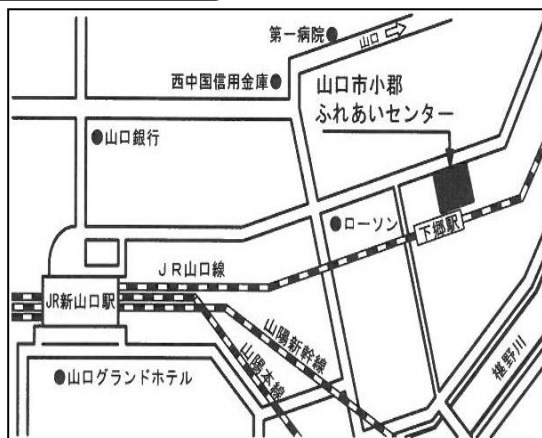 第一病院
山口
西中国信用金庫
山口市小郡
ふれあいセンター
山口銀行
ローソン
下郷駅
JR山口線
JR新山口駅
山陽新幹線
山陽本線
椹野川
山口グランドホテル